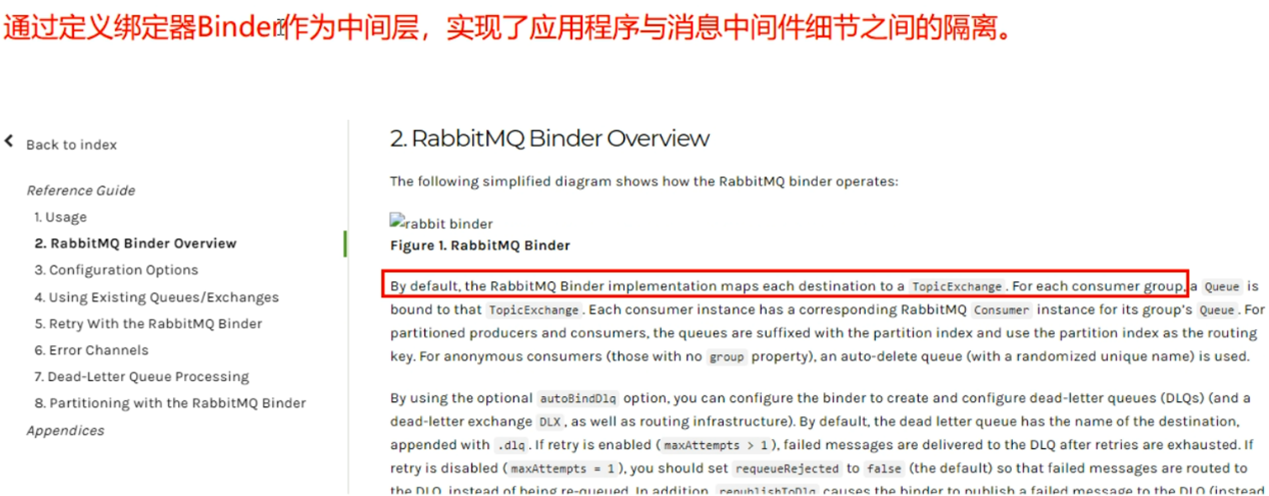 通过定义绑定器Binder作为中间层，实现了应用程序与消息中间件细节之间的隔离。
Back to index
Reference Guide
1. Usage
2. RabbitMQ Binder Overview
3. Configuration Options
4. Using Existing Queues/Exchanges
5. Retry With the RabbitMQ Binder
6. Error Channels
7. Dead-Letter Queue Processing
8. Partitioning with the RabbitMQ Binder
Appendices
2. RabbitMQ Binder Overview
The following simplified diagram shows how the RabbitMQ binder operates:
rabbit binder
Figure 1. RabbitMQ Binder
By default, the RabbitMQ Binder implementation maps each destination to a TopicExchange. For each consumer group, a Queue is
bound to that TopicExchange. Each consumer instance has a corresponding RabbitMQ Consumer instance for its group's Queue. For
partitioned producers and consumers, the queues are suffixed with the partition index and use the partition index as the routing
key. For anonymous consumers (those with no group property), an auto-delete queue (with a randomized unique name) is used.
By using the optional autoBindDlq option, you can configure the binder to create and configure dead-letter queues (DLQs) (and a
dead-letter exchange DLX, as well as routing infrastructure). By default, the dead letter queue has the name of the destination,
appended with .dlq. If retry is enabled (maxAttempts > 1), failed messages are delivered to the DLQ after retries are exhausted. If
retry is disabled (maxAttempts = 1), you should set requeueRejected to false (the default) so that failed messages are routed to
the DLQ, instead of being re-queued. In addition, republishToDlq causes the binder to publish a failed message to the DLQ (instead